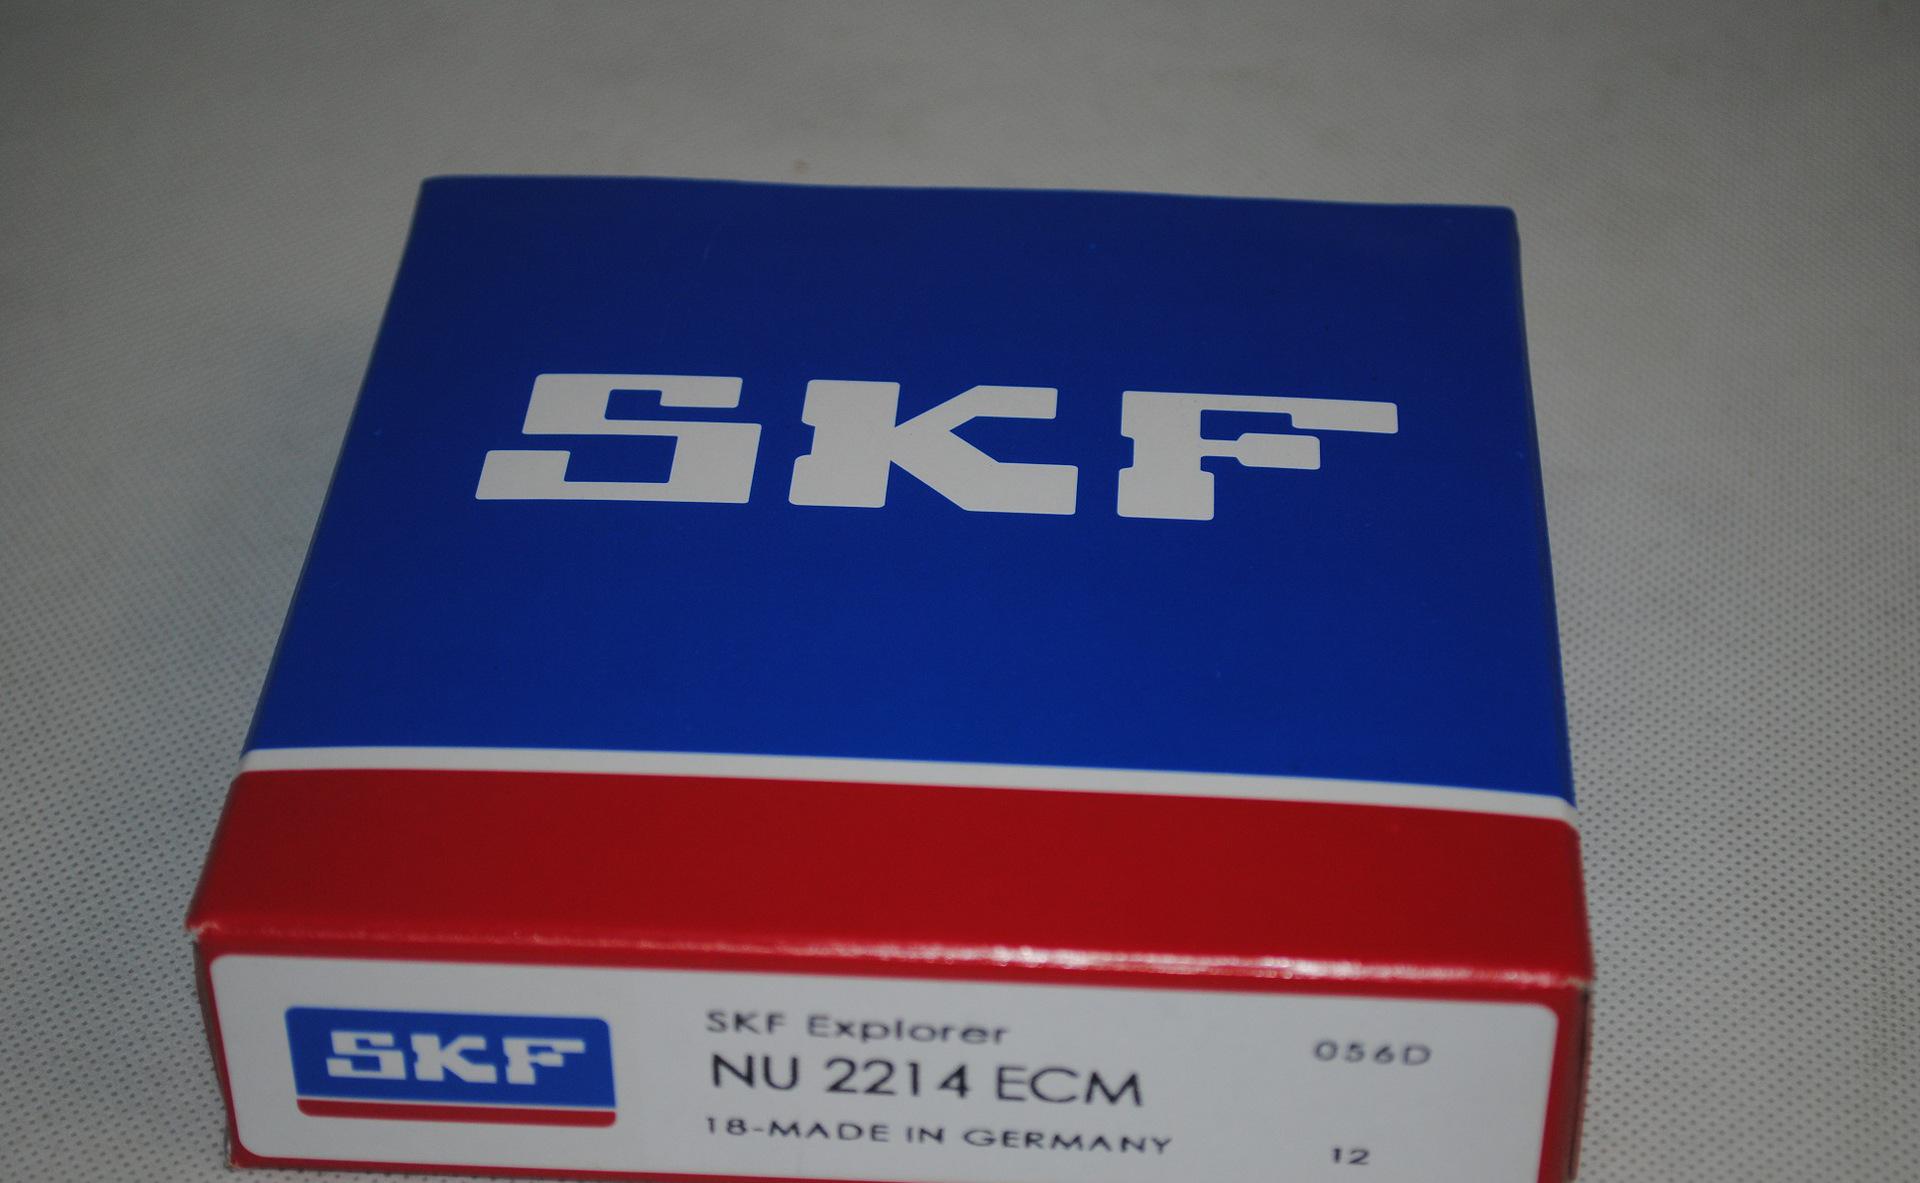 SKF
SKF
SKF Explorer
NU 2214 ECM
18-MADE IN GERMANY
056D
12